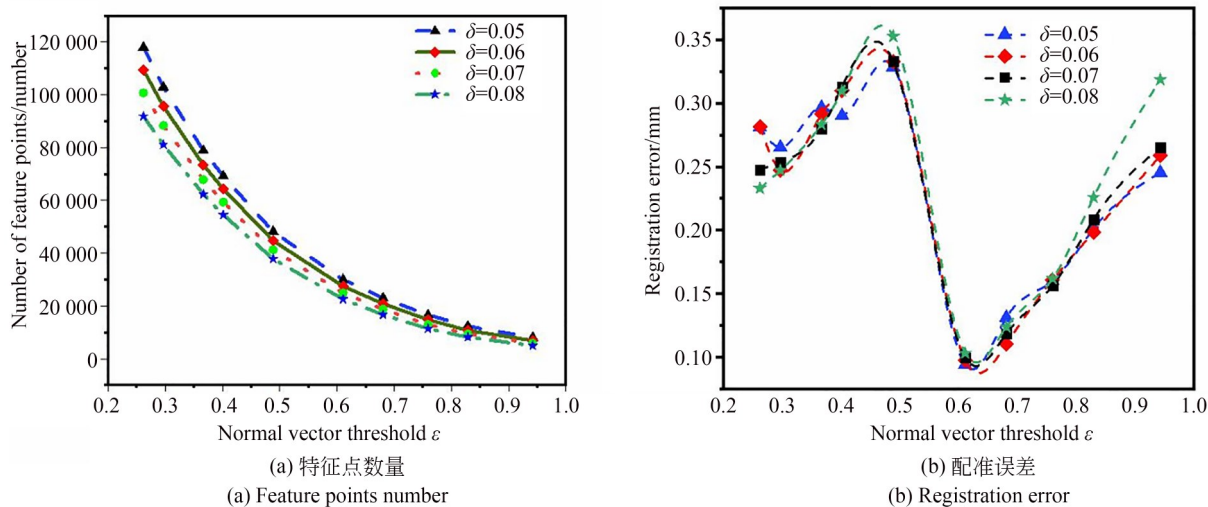 Number of feature points/number
120 000
100 000
80 000
60 000
40 000
20 000
0
0.2 0.3 0.4 0.5 0.6 0.7 0.8 0.9 1.0
δ=0.05
δ=0.06
δ=0.07
δ=0.08
Normal vector threshold ε
(a) 特征点数量
(a) Feature points number
Registration error/mm
0.35
0.30
0.25
0.20
0.15
0.10
0.2 0.3 0.4 0.5 0.6 0.7 0.8 0.9 1.0
δ=0.05
δ=0.06
δ=0.07
δ=0.08
Normal vector threshold ε
(b) 配准误差
(b) Registration error